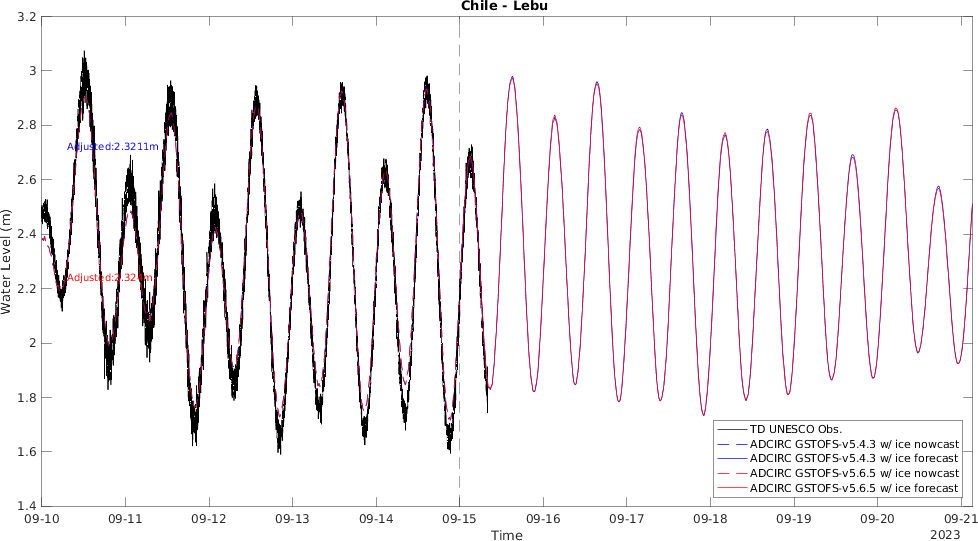 Chile - Lebu
3.2
3
2.8
2.6
2.4
2.2
2
1.8
1.6
1.4
Water Level (m)
Adjusted:2.3211m
TD UNESCO Obs.
ADCIRC GSTOFS-v5.4.3 w/ ice nowcast
ADCIRC GSTOFS-v5.4.3 w/ ice forecast
ADCIRC GSTOFS-v5.6.5 w/ ice nowcast
ADCIRC GSTOFS-v5.6.5 w/ ice forecast
09-10 09-11 09-12 09-13 09-14 09-15 09-16 09-17 09-18 09-19 09-20 09-21
Time
2023